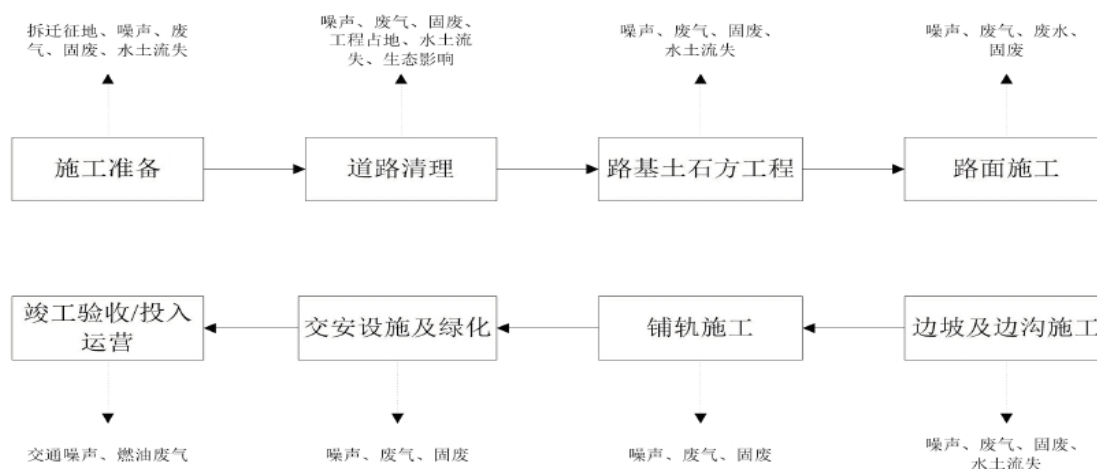 拆迁征地、噪声、废
气、固废、水土流失
噪声、废气、固废、
工程占地、水土流
失、生态影响
噪声、废气、固废、
水土流失
噪声、废气、废水、
固废
施工准备
道路清理
路基土石方工程
路面施工
竣工验收/投入
运营
交安设施及绿化
铺轨施工
边坡及边沟施工
交通噪声、燃油废气
噪声、废气、固废
噪声、废气、固废
噪声、废气、固废、
水土流失